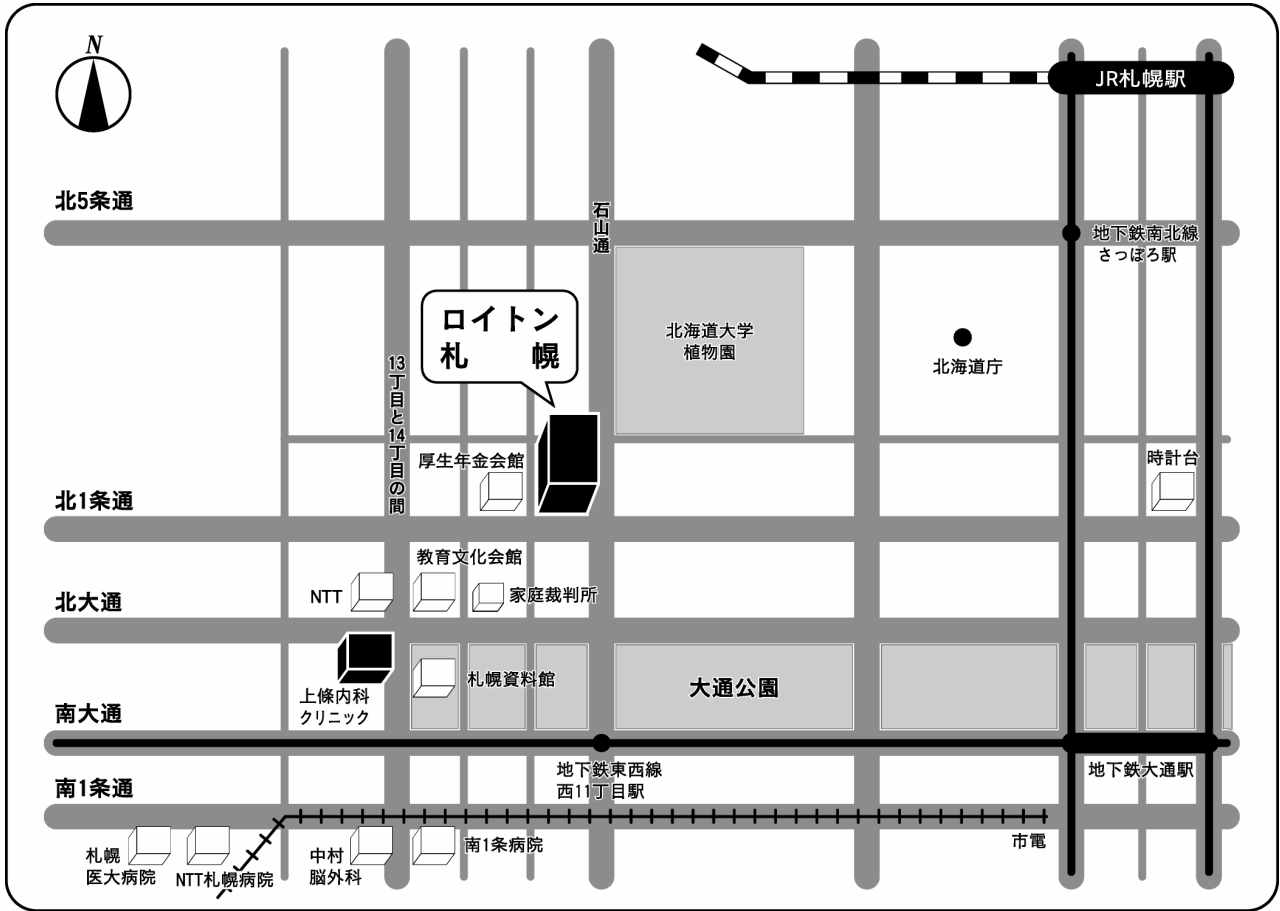 N
JR札幌駅
北5条通
石山通
地下鉄南北線
さっぽろ駅
ロイトン
札 幌
北海道大学
植物園
北海道庁
13丁目と14丁目の間
厚生年金会館
時計台
北1条通
教育文化会館
NTT
家庭裁判所
北大通
上條内科
クリニック
札幌資料館
大通公園
南大通
地下鉄東西線
西11丁目駅
地下鉄大通駅
南1条通
札幌
医大病院
NTT札幌病院
中村
脳外科
南1条病院
市電